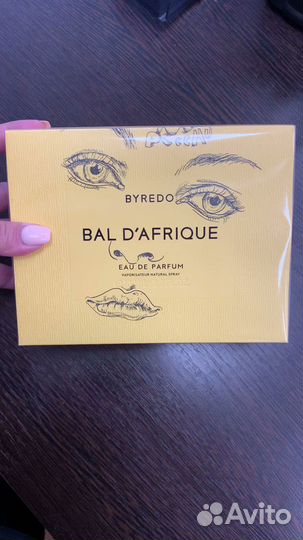 BYREDO
BAL D'AFRIQUE
EAU DE PARFUM
VAPORISATEUR NATURAL SPRAY
Avito